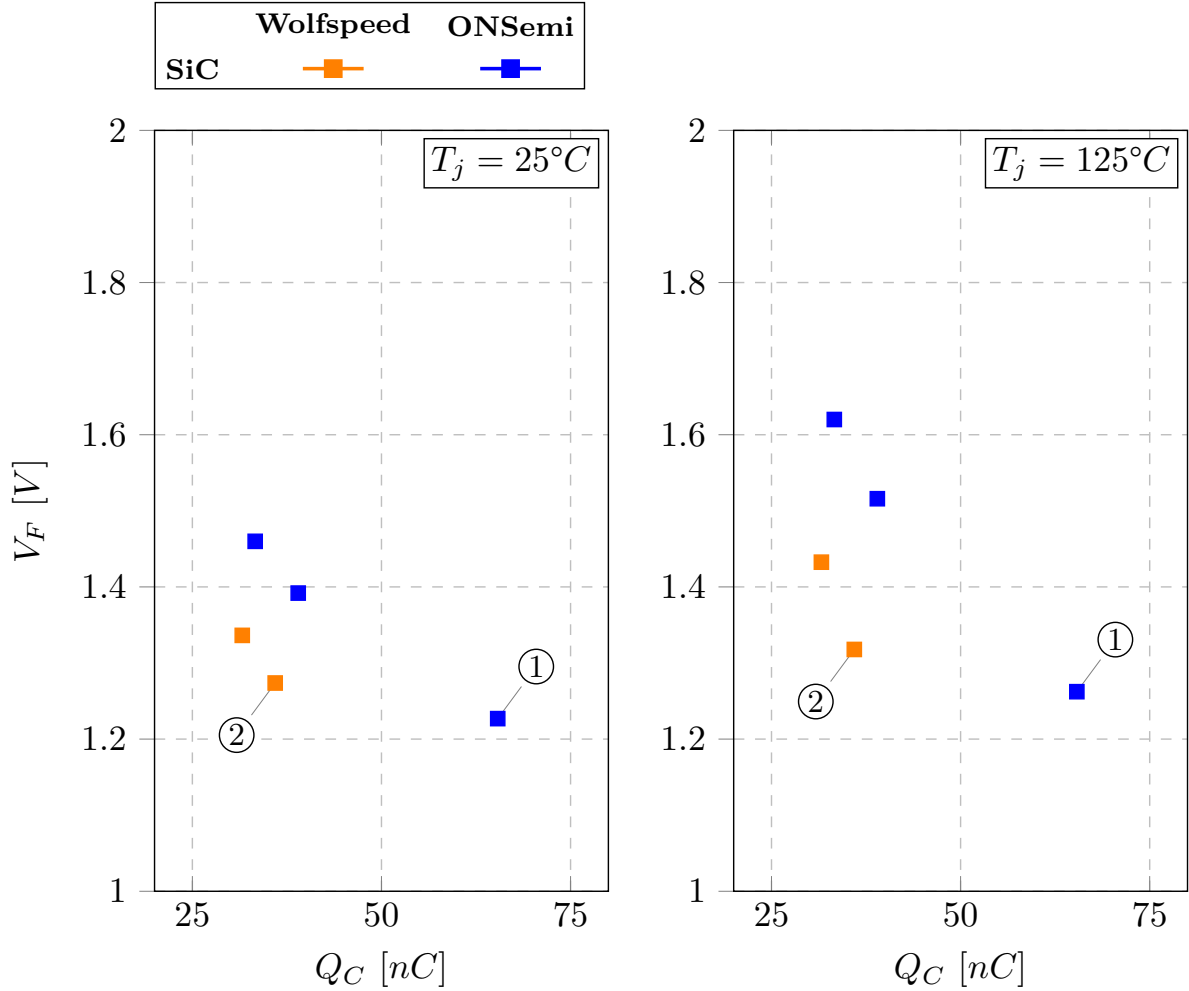 Wolfspeed ONSemi
SiC
T_j = 25°C
T_j = 125°C
2
1.8
1.6
1.4
1.2
1
2
1.8
1.6
1.4
1.2
1
V_F [V]
①
②
①
②
25 50 75
25 50 75
Q_C [nC]
Q_C [nC]